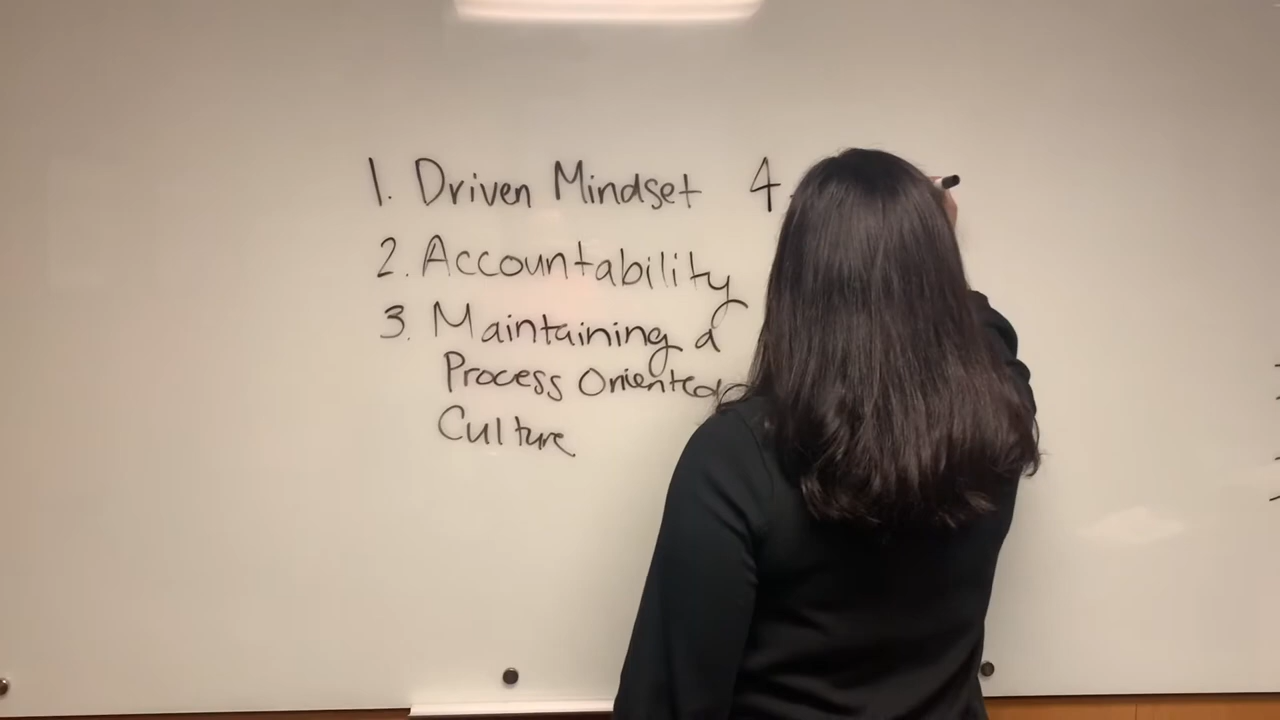 1. Driven Mindset
2. Accountability
3. Maintaining a
Process Oriented
Culture
4.